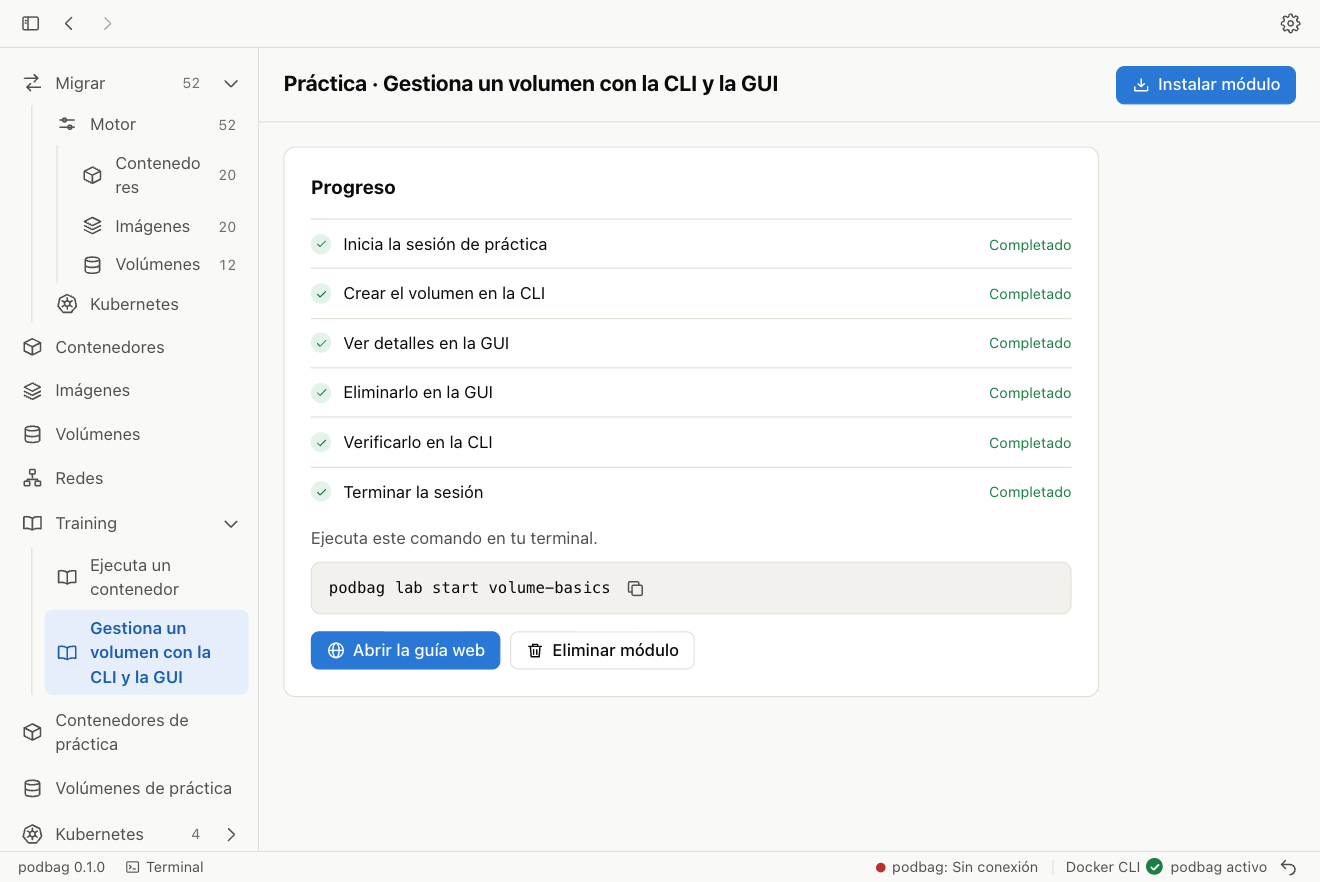 Migrar 52
Motor 52
Contenedo
res 20
Imágenes 20
Volúmenes 12
Kubernetes
Contenedores
Imágenes
Volúmenes
Redes
Training
Ejecuta un
contenedor
Gestiona un
volumen con la
CLI y la GUI
Contenedores de
práctica
Volúmenes de práctica
Kubernetes 4
Práctica · Gestiona un volumen con la CLI y la GUI
Instalar módulo
Progreso
Inicia la sesión de práctica Completado
Crear el volumen en la CLI Completado
Ver detalles en la GUI Completado
Eliminarlo en la GUI Completado
Verificarlo en la CLI Completado
Terminar la sesión Completado
Ejecuta este comando en tu terminal.
podbag lab start volume-basics
Abrir la guía web
Eliminar módulo
podbag 0.1.0 Terminal
podbag: Sin conexión Docker CLI podbag activo